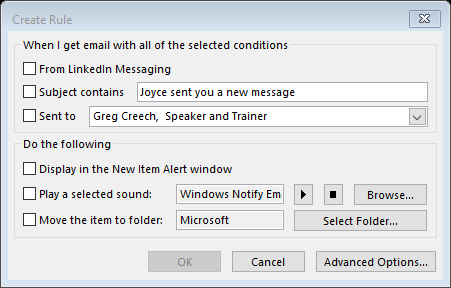 Create Rule
When I get email with all of the selected conditions
From LinkedIn Messaging
Subject contains Joyce sent you a new message
Sent to Greg Creech, Speaker and Trainer
Do the following
Display in the New Item Alert window
Play a selected sound: Windows Notify Em Browse...
Move the item to folder: Microsoft Select Folder...
OK Cancel Advanced Options...